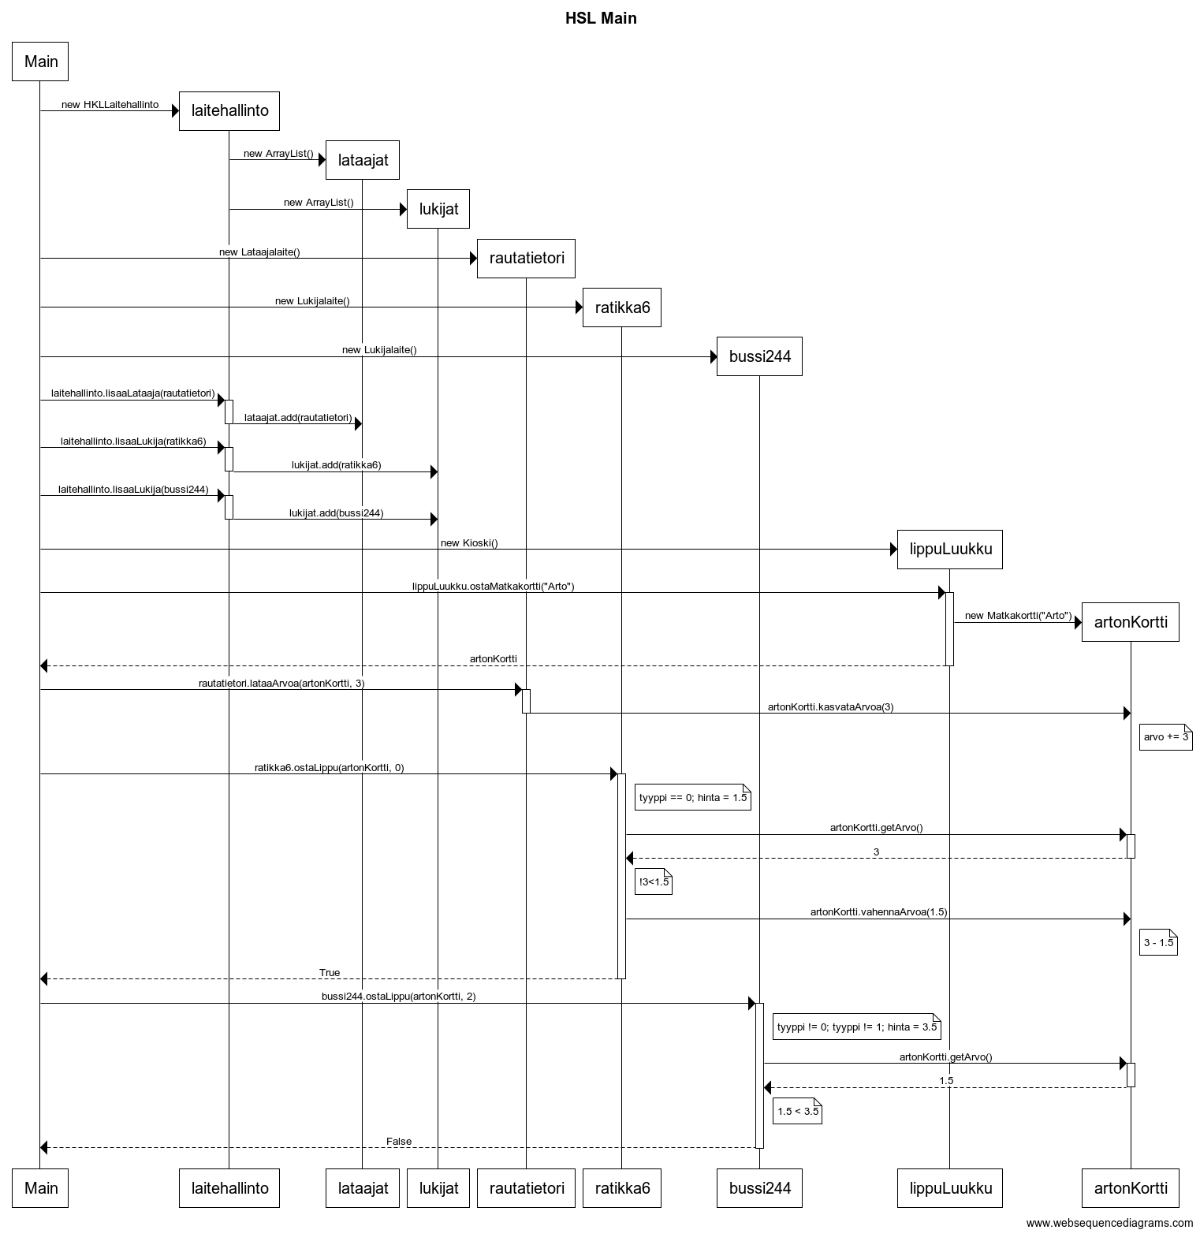 HSL Main
Main
new HKLLaitehallinto
laitehallinto
new ArrayList()
lataajat
new ArrayList()
lukijat
new Lataajalaite()
rautatietori
new Lukijalaite()
ratikka6
new Lukijalaite()
bussi244
laitehallinto.lisaaLataaja(rautatietori)
lataajat.add(rautatietori)
laitehallinto.lisaaLukija(ratikka6)
lukijat.add(ratikka6)
laitehallinto.lisaaLukija(bussi244)
lukijat.add(bussi244)
new Kioski()
lippuLuukku
lippuLuukku.ostaMatkakortti("Arto")
new Matkakortti("Arto")
artonKortti
artonKortti
rautatietori.lataaArvoa(artonKortti, 3)
artonKortti.kasvataArvoa(3)
arvo += 3
ratikka6.ostaLippu(artonKortti, 0)
tyyppi == 0; hinta = 1.5
artonKortti.getArvo()
3
!3<1.5
artonKortti.vahennaArvoa(1.5)
3 - 1.5
True
bussi244.ostaLippu(artonKortti, 2)
tyyppi != 0; tyyppi != 1; hinta = 3.5
artonKortti.getArvo()
1.5
1.5 < 3.5
False
Main laitehallinto lataajat lukijat rautatietori ratikka6 bussi244 lippuLuukku artonKortti
www.websequencediagrams.com